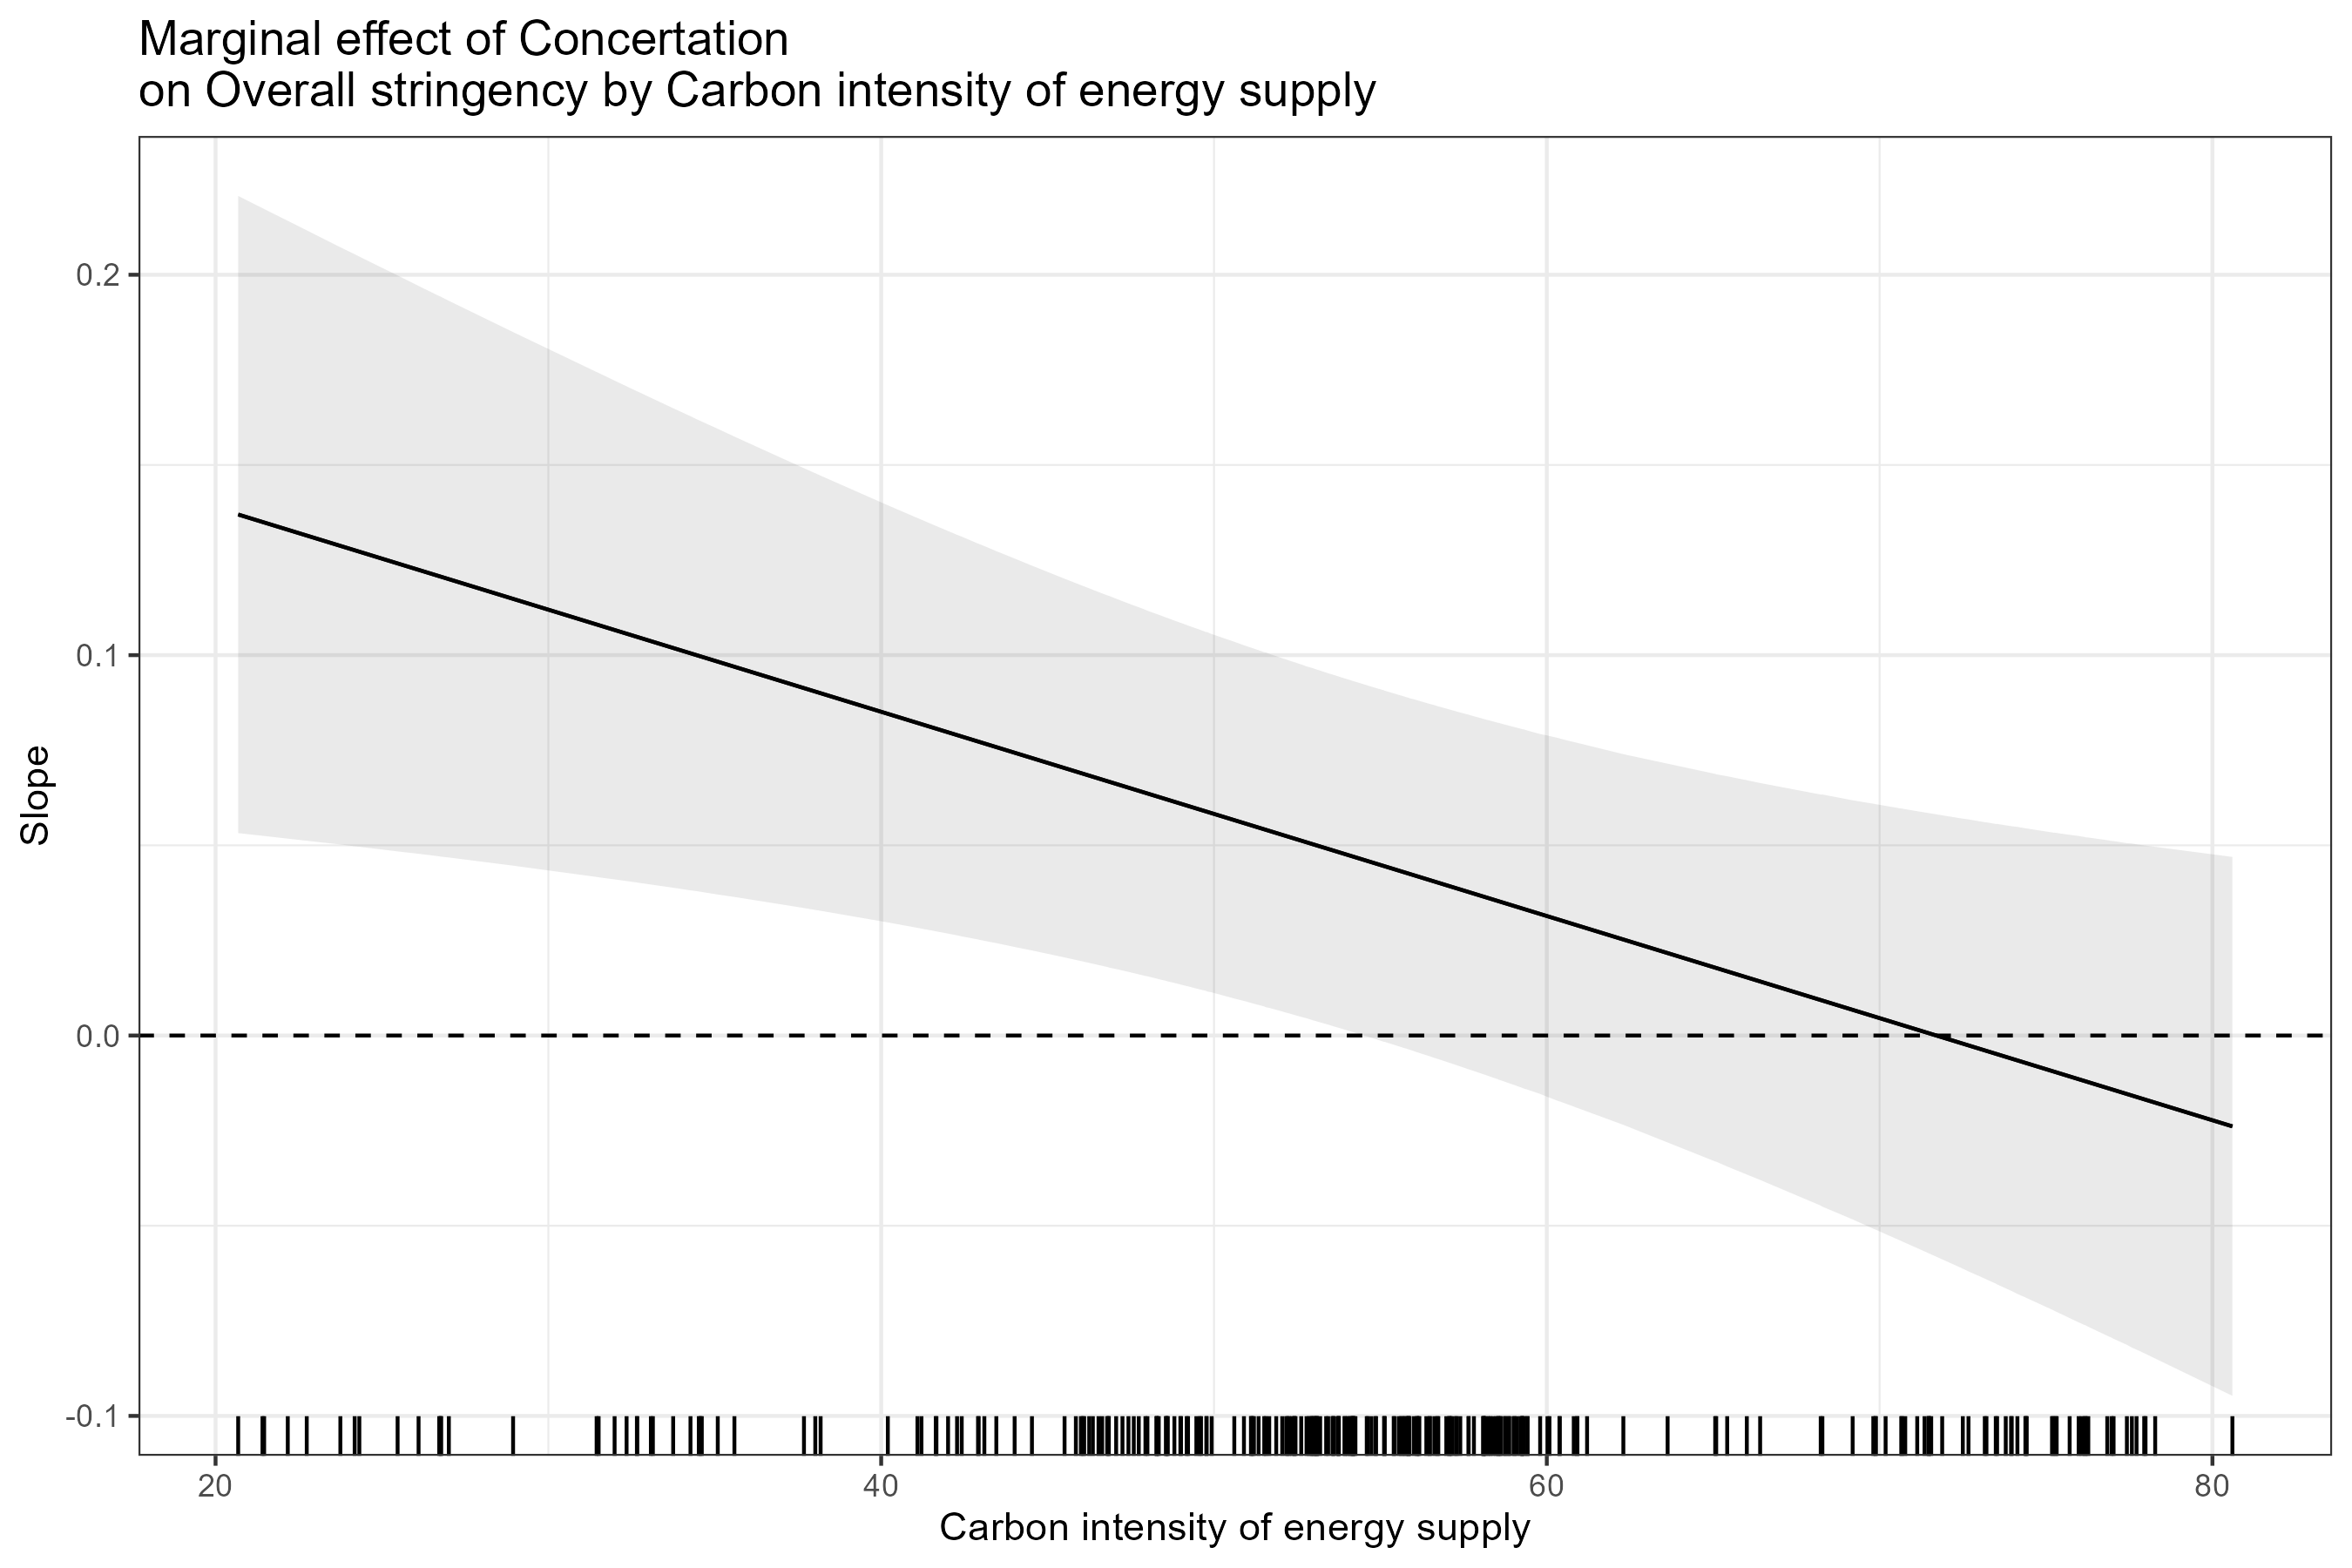 Marginal effect of Concertation
on Overall stringency by Carbon intensity of energy supply
0.2
0.1
0.0
-0.1
Slope
20
40
60
80
Carbon intensity of energy supply